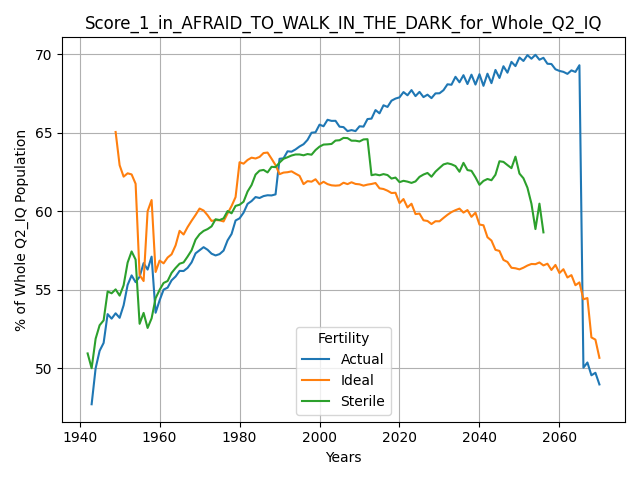 Score_1_in_AFRAID_TO_WALK_IN_THE_DARK_for_Whole_Q2_IQ
% of Whole Q2_IQ Population
70
65
60
55
50
Fertility
Actual
Ideal
Sterile
1940 1960 1980 2000 2020 2040 2060
Years